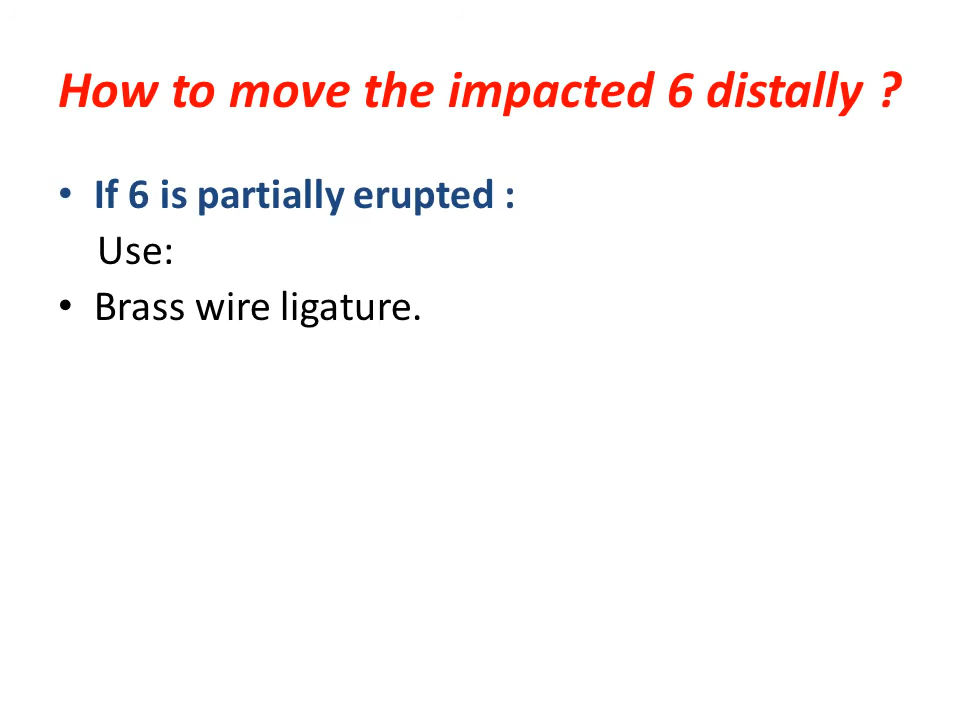 How to move the impacted 6 distally ?
• If 6 is partially erupted :
Use:
• Brass wire ligature.